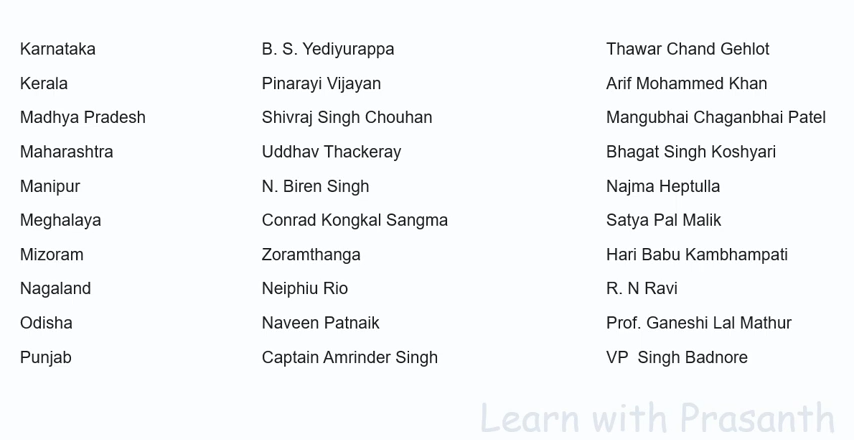 Karnataka B. S. Yediyurappa Thawar Chand Gehlot
Kerala Pinarayi Vijayan Arif Mohammed Khan
Madhya Pradesh Shivraj Singh Chouhan Mangubhai Chaganbhai Patel
Maharashtra Uddhav Thackeray Bhagat Singh Koshyari
Manipur N. Biren Singh Najma Heptulla
Meghalaya Conrad Kongkal Sangma Satya Pal Malik
Mizoram Zoramthanga Hari Babu Kambhampati
Nagaland Neiphiu Rio R. N Ravi
Odisha Naveen Patnaik Prof. Ganeshi Lal Mathur
Punjab Captain Amrinder Singh VP  Singh Badnore
Learn with Prasanth